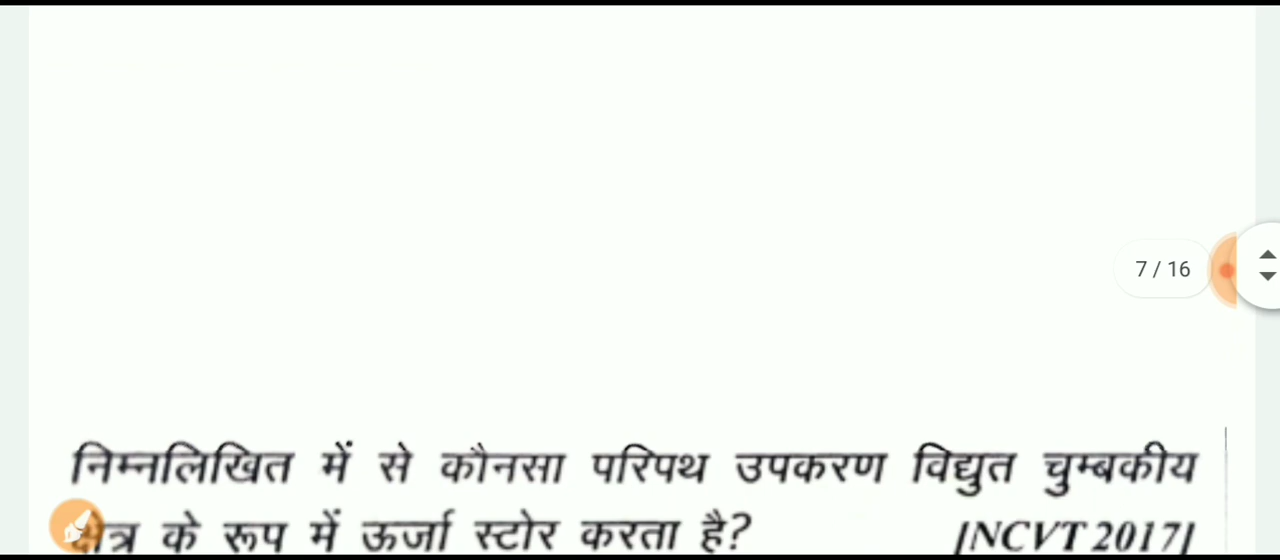 7 / 16
निम्नलिखित में से कौनसा परिपथ उपकरण विद्युत चुम्बकीय
क्षेत्र के रूप में ऊर्जा स्टोर करता है? [NCVT 2017]